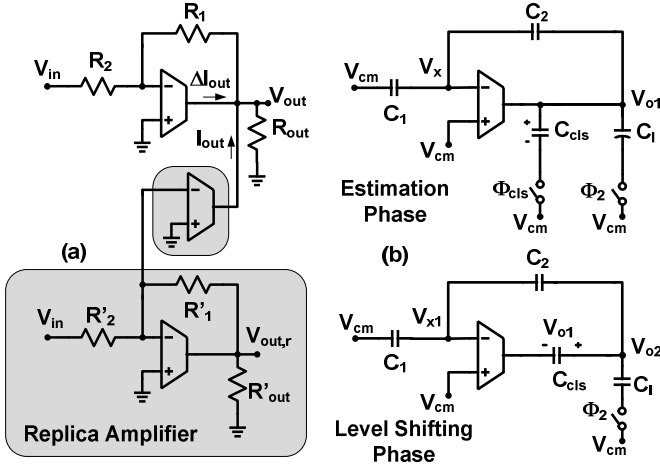 R1
Vin
R2
ΔIout
Vout
Rout
Iout
(a)
Vin
R'2
R'1
Vout,r
R'out
Replica Amplifier
C2
Vcm
Vx
C1
Vcm
Vo1
Ccls
Cl
Φcls
Φ2
Vcm
Vcm
Estimation
Phase
(b)
C2
Vcm
Vx1
C1
Vcm
Vo1
Ccls
Vo2
Cl
Φ2
Vcm
Level Shifting
Phase